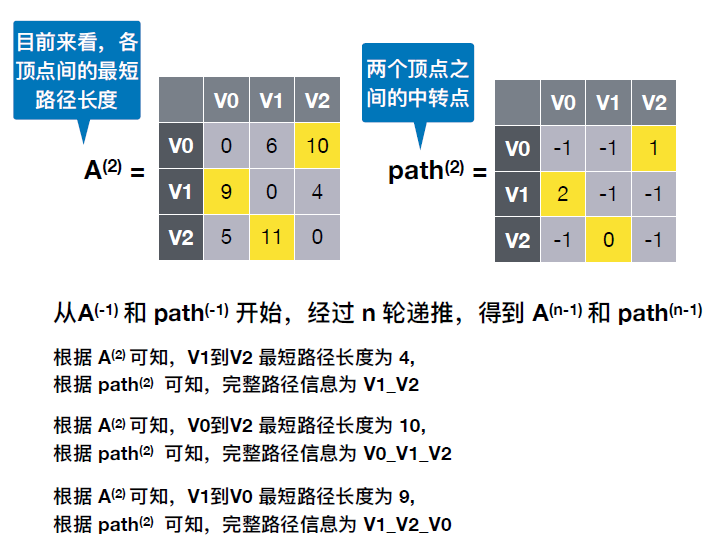 目前来看，各
顶点间的最短
路径长度
两个顶点之
间的中转点
V0 V1 V2
V0 0 6 10
V1 9 0 4
V2 5 11 0
A(2) =
V0 V1 V2
V0 -1 -1 1
V1 2 -1 -1
V2 -1 0 -1
path(2) =
从A(-1) 和 path(-1) 开始，经过 n 轮递推，得到 A(n-1) 和 path(n-1)
根据 A(2) 可知，V1到V2 最短路径长度为 4,
根据 path(2) 可知，完整路径信息为 V1_V2
根据 A(2) 可知，V0到V2 最短路径长度为 10,
根据 path(2) 可知，完整路径信息为 V0_V1_V2
根据 A(2) 可知，V1到V0 最短路径长度为 9,
根据 path(2) 可知，完整路径信息为 V1_V2_V0